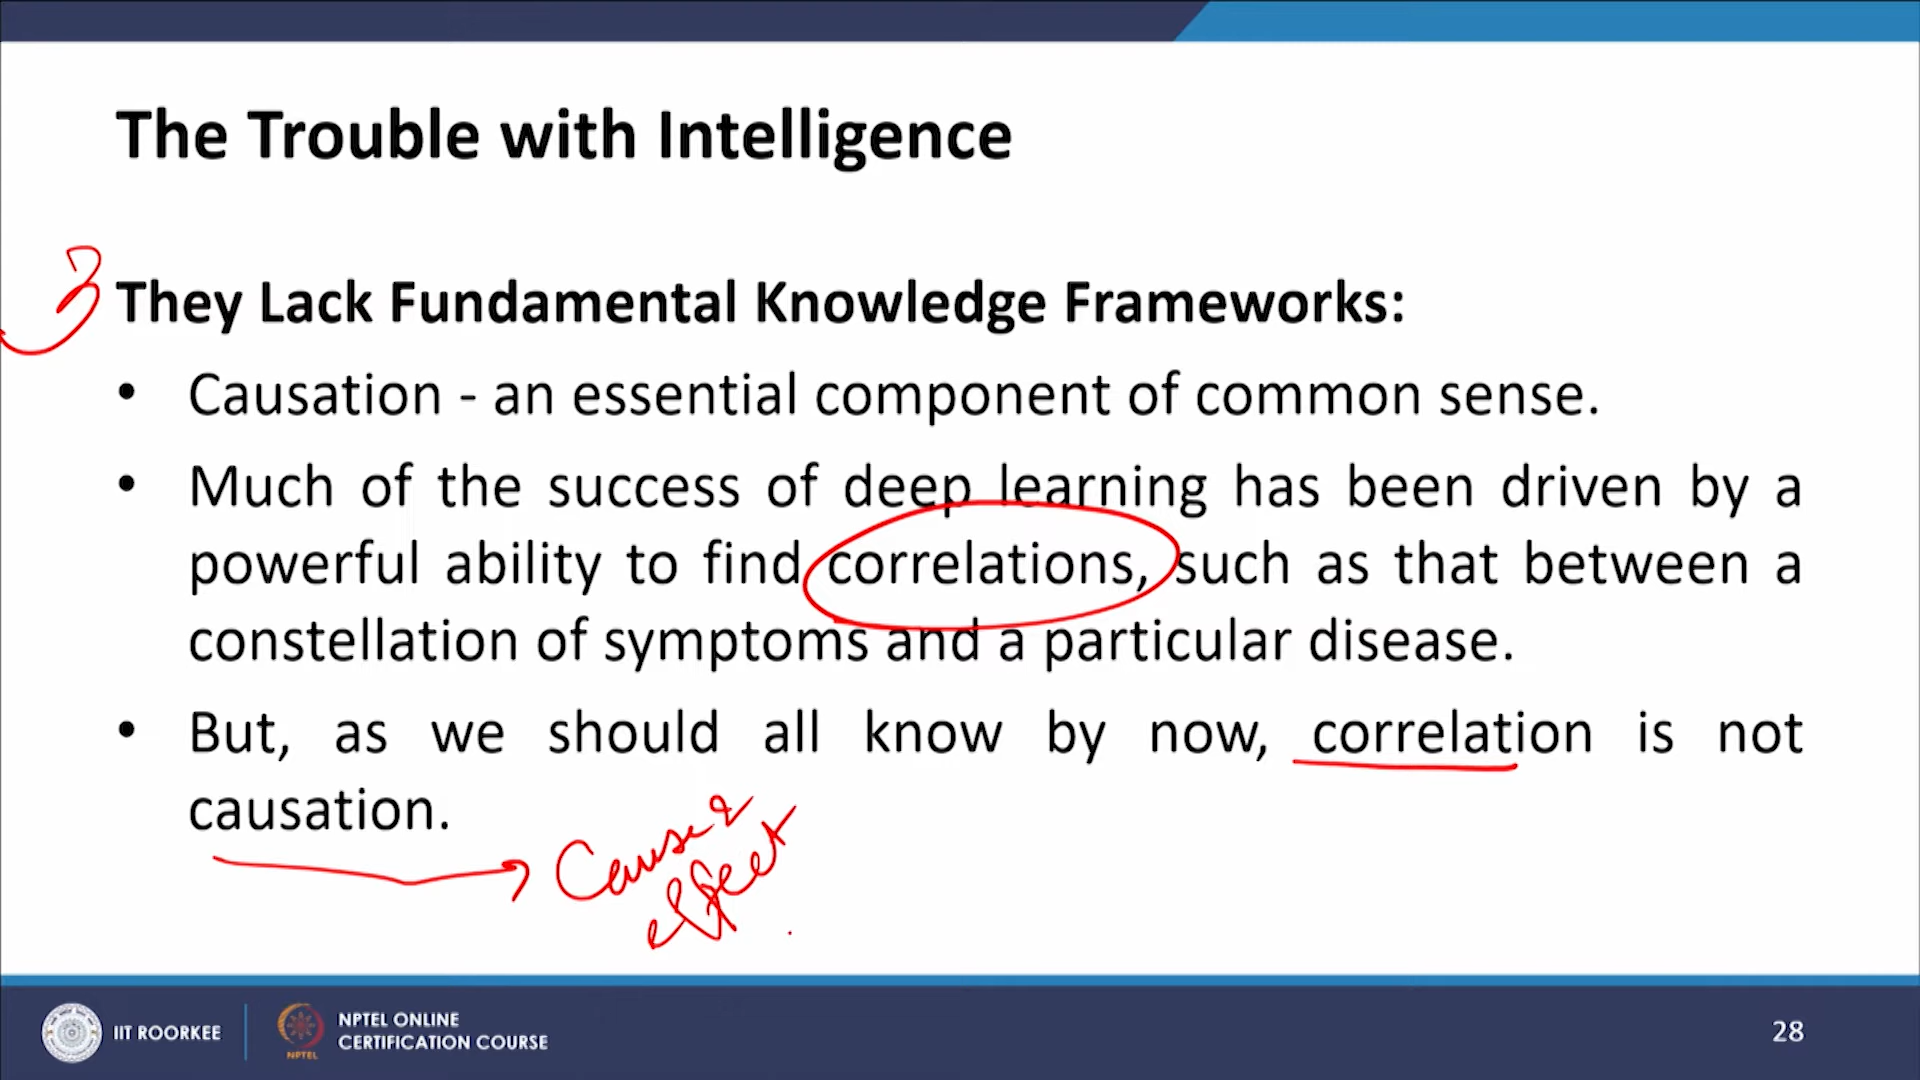 The Trouble with Intelligence
3
They Lack Fundamental Knowledge Frameworks:
• Causation - an essential component of common sense.
• Much of the success of deep learning has been driven by a
powerful ability to find correlations, such as that between a
constellation of symptoms and a particular disease.
• But, as we should all know by now, correlation is not
causation.
Cause &
effect
IIT ROORKEE
NPTEL
NPTEL ONLINE
CERTIFICATION COURSE
28